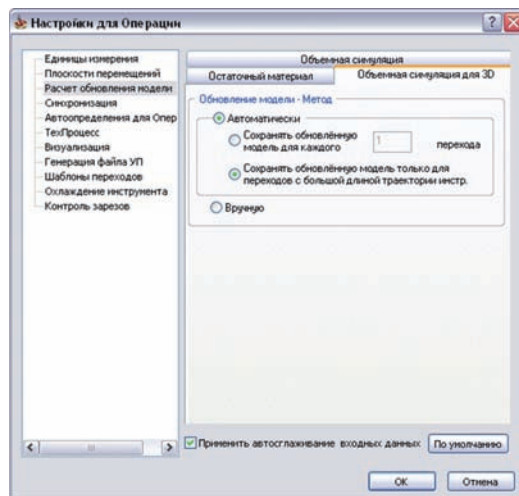 Настройки для Операции
Единицы измерения
Плоскости перемещений
Расчет обновления модели
Синхронизация
Автоопределения для Опер
ТехПроцесс
Визуализация
Генерация файла УП
Шаблоны переходов
Охлаждение инструмента
Контроль зарезов
Объемная симуляция
Остаточный материал
Объемная симуляция для 3D
Обновление модели - Метод
Автоматически
Сохранять обновлённую
модель для каждого
1
перехода
Сохранять обновлённую модель только для
переходов с большой длиной траектории инстр.
Вручную
Применить автосглаживание входных данных
По умолчанию
OK
Отмена